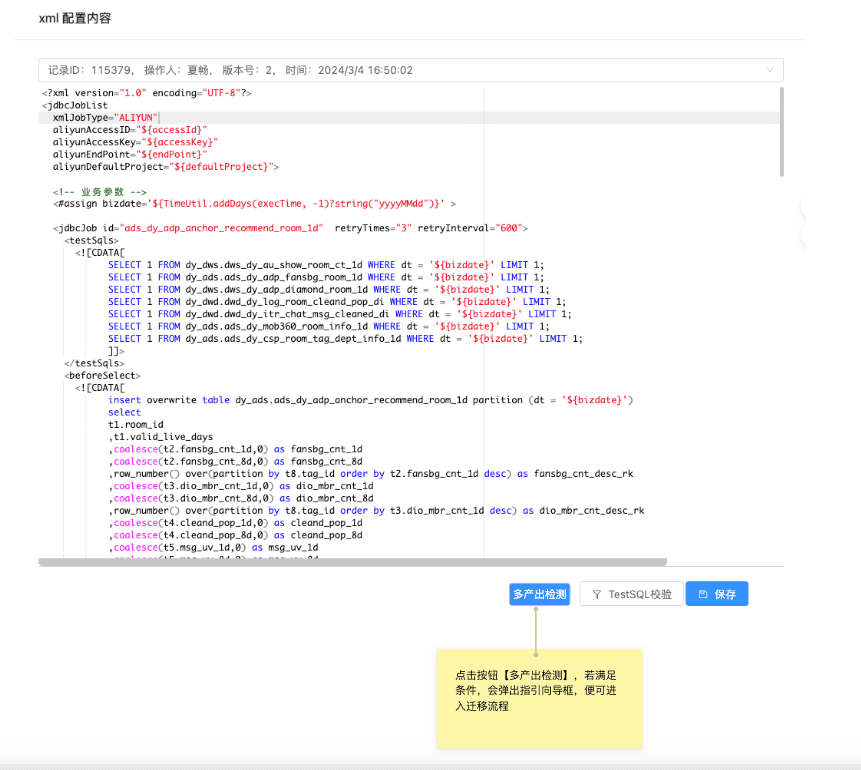 xml 配置内容
记录ID： 115379， 操作人： 夏畅， 版本号： 2， 时间： 2024/3/4 16:50:02
<?xml version="1.0" encoding="UTF-8"?>
<jdbcJobList
xmlJobType="ALIYUN"
aliyunAccessID="${accessId}"
aliyunAccessKey="${accessKey}"
aliyunEndPoint="${endPoint}"
aliyunDefaultProject="${defaultProject}">
<!-- 业务参数 -->
<#assign bizdate='${TimeUtil.addDays(execTime, -1)?string("yyyyMMdd")}' >
<jdbcJob id="ads_dy_adp_anchor_recommend_room_1d" retryTimes="3" retryInterval="600">
<testSqls>
<![CDATA[
SELECT 1 FROM dy_dws.dws_dy_au_show_room_ct_1d WHERE dt = '${bizdate}' LIMIT 1;
SELECT 1 FROM dy_ads.ads_dy_adp_fansbg_room_1d WHERE dt = '${bizdate}' LIMIT 1;
SELECT 1 FROM dy_dws.dws_dy_adp_diamond_room_1d WHERE dt = '${bizdate}' LIMIT 1;
SELECT 1 FROM dy_dwd.dwd_dy_log_room_cleand_pop_di WHERE dt = '${bizdate}' LIMIT 1;
SELECT 1 FROM dy_dwd.dwd_dy_itr_chat_msg_cleaned_di WHERE dt = '${bizdate}' LIMIT 1;
SELECT 1 FROM dy_ads.ads_dy_mob360_room_info_1d WHERE dt = '${bizdate}' LIMIT 1;
SELECT 1 FROM dy_ads.ads_dy_csp_room_tag_dept_info_1d WHERE dt = '${bizdate}' LIMIT 1;
]]>
</testSqls>
<beforeSelect>
<![CDATA[
insert overwrite table dy_ads.ads_dy_adp_anchor_recommend_room_1d partition (dt = '${bizdate}')
select
t1.room_id
,t1.valid_live_days
,coalesce(t2.fansbg_cnt_1d,0) as fansbg_cnt_1d
,coalesce(t2.fansbg_cnt_8d,0) as fansbg_cnt_8d
,row_number() over(partition by t8.tag_id order by t2.fansbg_cnt_1d desc) as fansbg_cnt_desc_rk
,coalesce(t3.dio_mbr_cnt_1d,0) as dio_mbr_cnt_1d
,coalesce(t3.dio_mbr_cnt_8d,0) as dio_mbr_cnt_8d
,row_number() over(partition by t8.tag_id order by t3.dio_mbr_cnt_1d desc) as dio_mbr_cnt_desc_rk
,coalesce(t4.cleand_pop_1d,0) as cleand_pop_1d
,coalesce(t4.cleand_pop_8d,0) as cleand_pop_8d
,coalesce(t5.msg_uv_1d,0) as msg_uv_1d
多产出检测 TestSQL校验 保存
点击按钮【多产出检测】，若满足
条件，会弹出指引向导框，便可进
入迁移流程